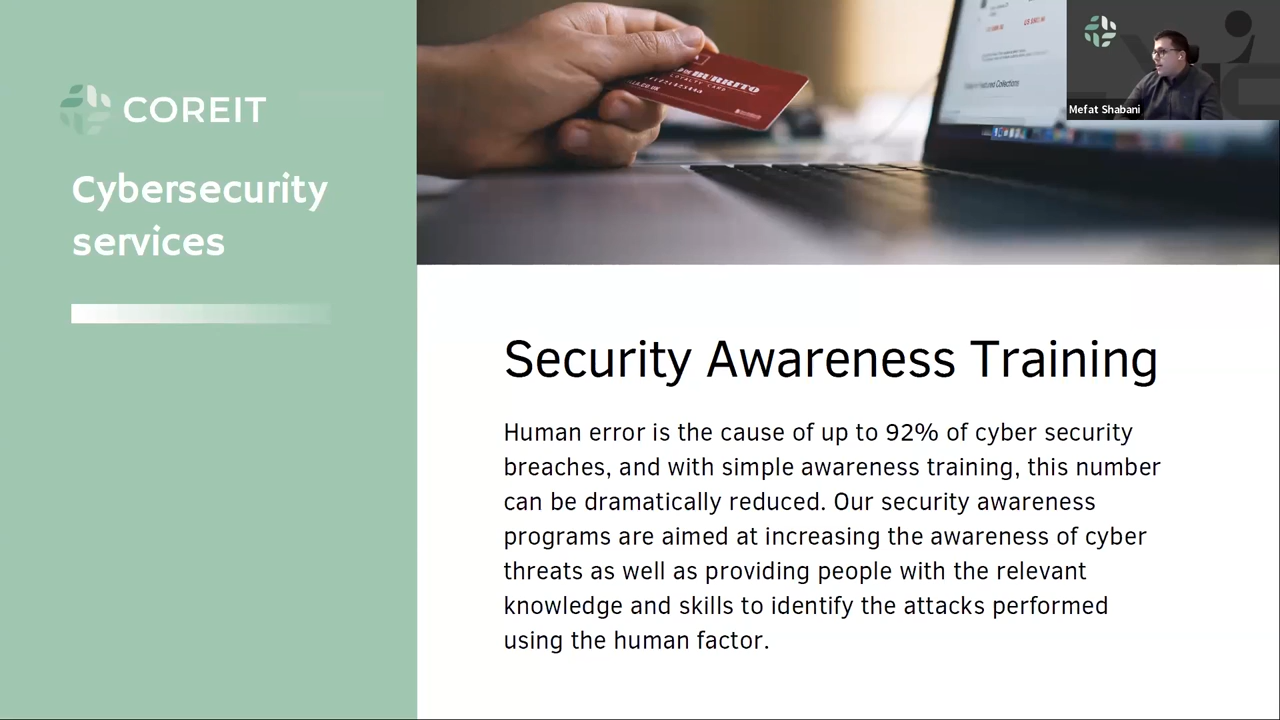 COREIT
Cybersecurity
services
BURRITO
LOYALTY CARD
Mefat Shabani
Security Awareness Training
Human error is the cause of up to 92% of cyber security
breaches, and with simple awareness training, this number
can be dramatically reduced. Our security awareness
programs are aimed at increasing the awareness of cyber
threats as well as providing people with the relevant
knowledge and skills to identify the attacks performed
using the human factor.